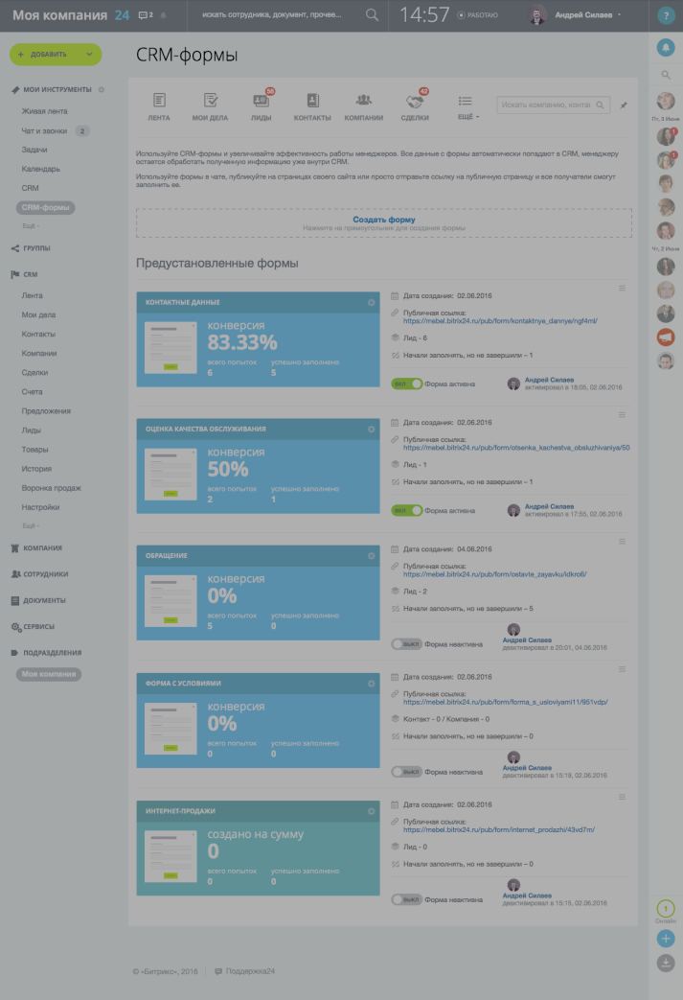 Моя компания 24 2
искать сотрудника, документ, прочее...
14:57 РАБОТАЮ
Андрей Силаев
?
+ ДОБАВИТЬ
МОИ ИНСТРУМЕНТЫ
Живая лента
Чат и звонки 2
Задачи
Календарь
CRM
CRM-формы
Ещё
ГРУППЫ
CRM
Лента
Мои дела
Контакты
Компании
Сделки
Счета
Предложения
Лиды
Товары
История
Воронка продаж
Настройки
Ещё
КОМПАНИЯ
СОТРУДНИКИ
ДОКУМЕНТЫ
СЕРВИСЫ
ПОДРАЗДЕЛЕНИЯ
Моя компания
CRM-формы
ЛЕНТА
МОИ ДЕЛА
56
ЛИДЫ
КОНТАКТЫ
КОМПАНИИ
42
СДЕЛКИ
ЕЩЁ
Искать компанию, контак
Используйте CRM-формы и увеличивайте эффективность работы менеджеров. Все данные с формы автоматически попадают в CRM, менеджеру
остается обработать полученную информацию уже внутри CRM.
Используйте формы в чате, публикуйте на страницах своего сайта или просто отправьте ссылку на публичную страницу и все получатели смогут
заполнить ее.
Создать форму
Нажмите на прямоугольник для создания формы
Предустановленные формы
КОНТАКТНЫЕ ДАННЫЕ
конверсия
83.33%
всего попыток успешно заполнено
6 5
Дата создания: 02.06.2016
Публичная ссылка:
https://mebel.bitrix24.ru/pub/form/kontaktnye_dannye/ngf4ml/
Лид - 6
Начали заполнять, но не завершили – 1
ВКЛ Форма активна
Андрей Силаев
активировал в 18:05, 02.06.2016
ОЦЕНКА КАЧЕСТВА ОБСЛУЖИВАНИЯ
конверсия
50%
всего попыток успешно заполнено
2 1
Дата создания: 02.06.2016
Публичная ссылка:
https://mebel.bitrix24.ru/pub/form/otsenka_kachestva_obsluzhivaniya/50
Лид - 1
Начали заполнять, но не завершили – 1
ВКЛ Форма активна
Андрей Силаев
активировал в 17:55, 02.06.2016
ОБРАЩЕНИЕ
конверсия
0%
всего попыток успешно заполнено
5 0
Дата создания: 04.06.2016
Публичная ссылка:
https://mebel.bitrix24.ru/pub/form/ostavte_zayavku/ldkro6/
Лид - 2
Начали заполнять, но не завершили – 5
ВЫКЛ Форма неактивна
Андрей Силаев
деактивировал в 20:01, 04.06.2016
ФОРМА С УСЛОВИЯМИ
конверсия
0%
всего попыток успешно заполнено
0 0
Дата создания: 02.06.2016
Публичная ссылка:
https://mebel.bitrix24.ru/pub/form/forma_s_usloviyami11/951vdp/
Контакт - 0 / Компания - 0
Начали заполнять, но не завершили – 0
ВЫКЛ Форма неактивна
Андрей Силаев
деактивировал в 15:19, 02.06.2016
ИНТЕРНЕТ-ПРОДАЖИ
создано на сумму
0
всего попыток успешно заполнено
0 0
Дата создания: 02.06.2016
Публичная ссылка:
https://mebel.bitrix24.ru/pub/form/internet_prodazhi/43vd7m/
Лид - 0
Начали заполнять, но не завершили – 0
ВЫКЛ Форма неактивна
Андрей Силаев
деактивировал в 15:15, 02.06.2016
© «Битрикс», 2016 Поддержка24
Пт, 3 Июня
1
1
Чт, 2 Июня
1
Онлайн